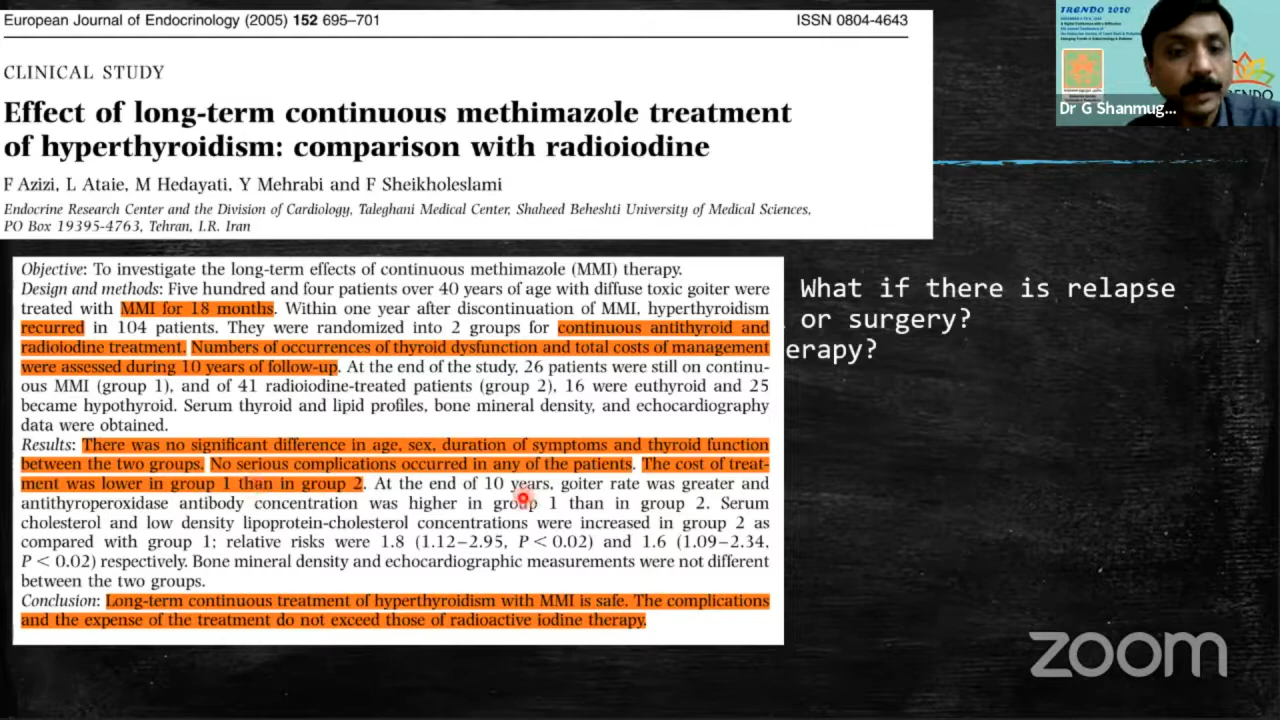 European Journal of Endocrinology (2005) 152 695–701
ISSN 0804-4643
CLINICAL STUDY
Effect of long-term continuous methimazole treatment
of hyperthyroidism: comparison with radioiodine
F Azizi, L Ataie, M Hedayati, Y Mehrabi and F Sheikholeslami
Endocrine Research Center and the Division of Cardiology, Taleghani Medical Center, Shaheed Beheshti University of Medical Sciences,
PO Box 19395-4763, Tehran, I.R. Iran
Objective: To investigate the long-term effects of continuous methimazole (MMI) therapy.
Design and methods: Five hundred and four patients over 40 years of age with diffuse toxic goiter were
treated with MMI for 18 months. Within one year after discontinuation of MMI, hyperthyroidism
recurred in 104 patients. They were randomized into 2 groups for continuous antithyroid and
radioiodine treatment. Numbers of occurrences of thyroid dysfunction and total costs of management
were assessed during 10 years of follow-up. At the end of the study, 26 patients were still on continu-
ous MMI (group 1), and of 41 radioiodine-treated patients (group 2), 16 were euthyroid and 25
became hypothyroid. Serum thyroid and lipid profiles, bone mineral density, and echocardiography
data were obtained.
Results: There was no significant difference in age, sex, duration of symptoms and thyroid function
between the two groups. No serious complications occurred in any of the patients. The cost of treat-
ment was lower in group 1 than in group 2. At the end of 10 years, goiter rate was greater and
antithyroperoxidase antibody concentration was higher in group 1 than in group 2. Serum
cholesterol and low density lipoprotein-cholesterol concentrations were increased in group 2 as
compared with group 1; relative risks were 1.8 (1.12–2.95, P < 0.02) and 1.6 (1.09–2.34,
P < 0.02) respectively. Bone mineral density and echocardiographic measurements were not different
between the two groups.
Conclusion: Long-term continuous treatment of hyperthyroidism with MMI is safe. The complications
and the expense of the treatment do not exceed those of radioactive iodine therapy.
What if there is relapse
or surgery?
erapy?
TRENDO 2020
Dr G Shanmug...
zoom